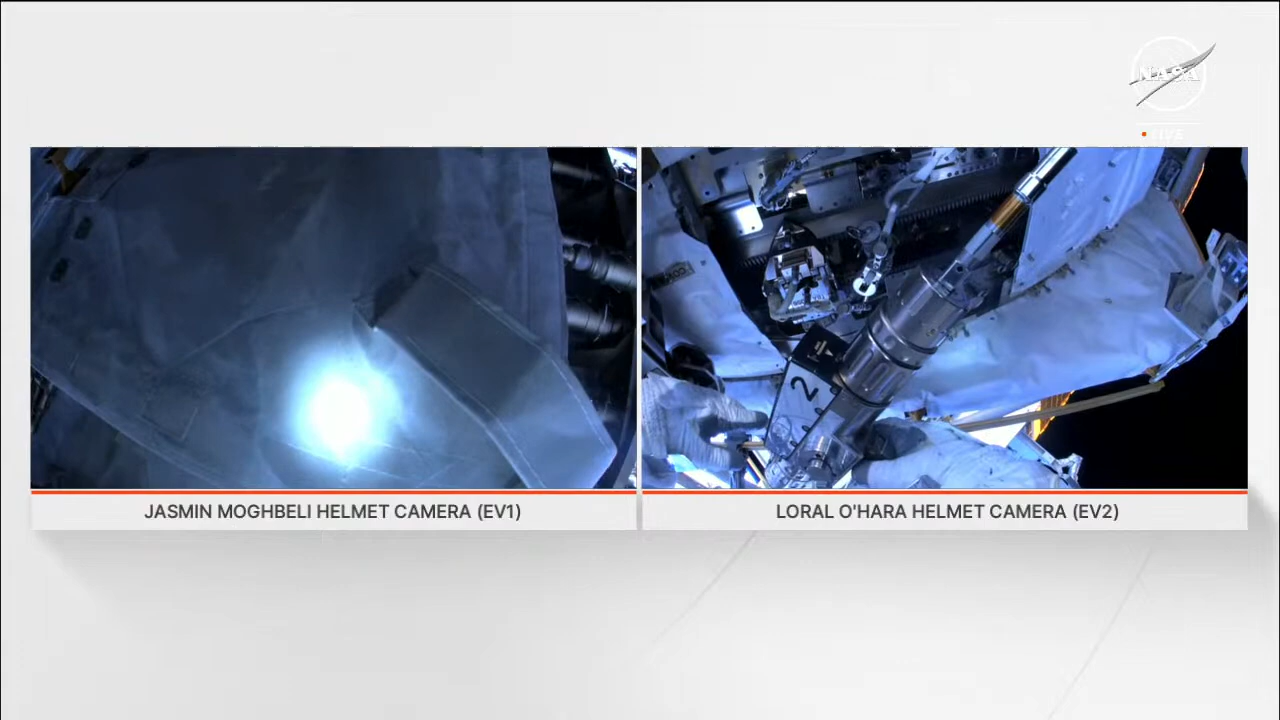 NASA
LIVE
2
JASMIN MOGHBELI HELMET CAMERA (EV1)
LORAL O'HARA HELMET CAMERA (EV2)